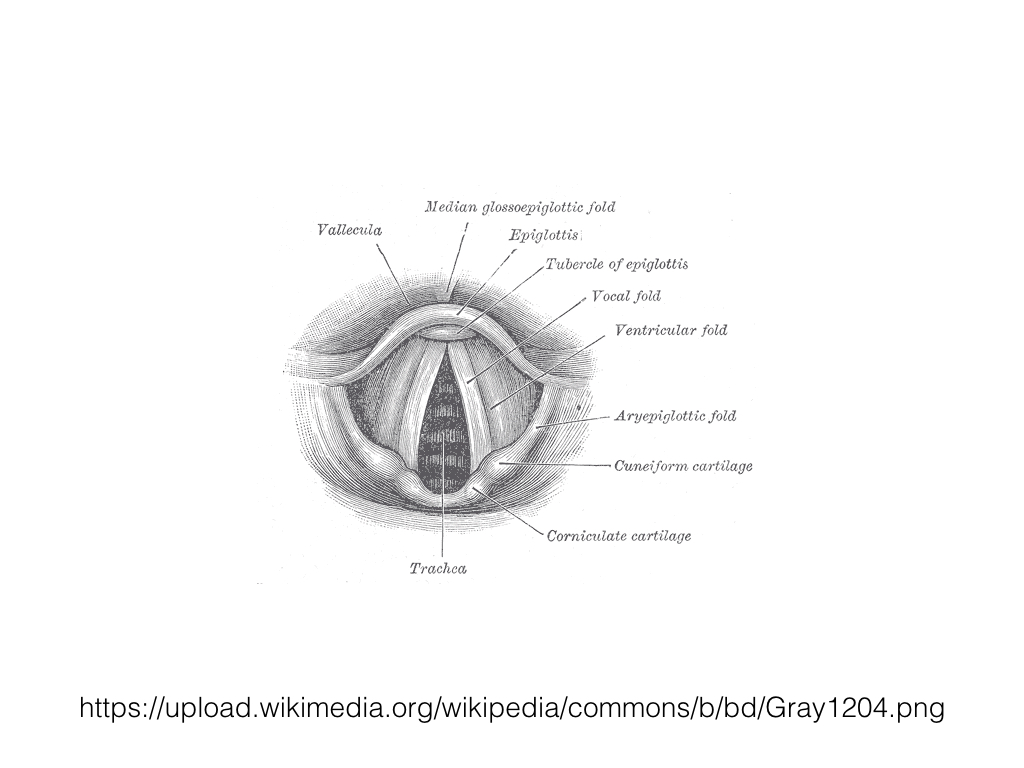 Median glossoepiglottic fold
Vallecula
Epiglottis
Tubercle of epiglottis
Vocal fold
Ventricular fold
Aryepiglottic fold
Cuneiform cartilage
Corniculate cartilage
Trachea
https://upload.wikimedia.org/wikipedia/commons/b/bd/Gray1204.png